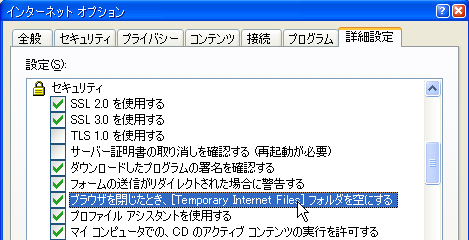 インターネット オプション
全般 セキュリティ プライバシー コンテンツ 接続 プログラム 詳細設定
設定(S):
セキュリティ
SSL 2.0 を使用する
SSL 3.0 を使用する
TLS 1.0 を使用する
サーバー証明書の取り消しを確認する (再起動が必要)
ダウンロードしたプログラムの署名を確認する
フォームの送信がリダイレクトされた場合に警告する
ブラウザを閉じたとき、[Temporary Internet Files] フォルダを空にする
プロファイル アシスタントを使用する
マイ コンピュータでの、CD のアクティブ コンテンツの実行を許可する